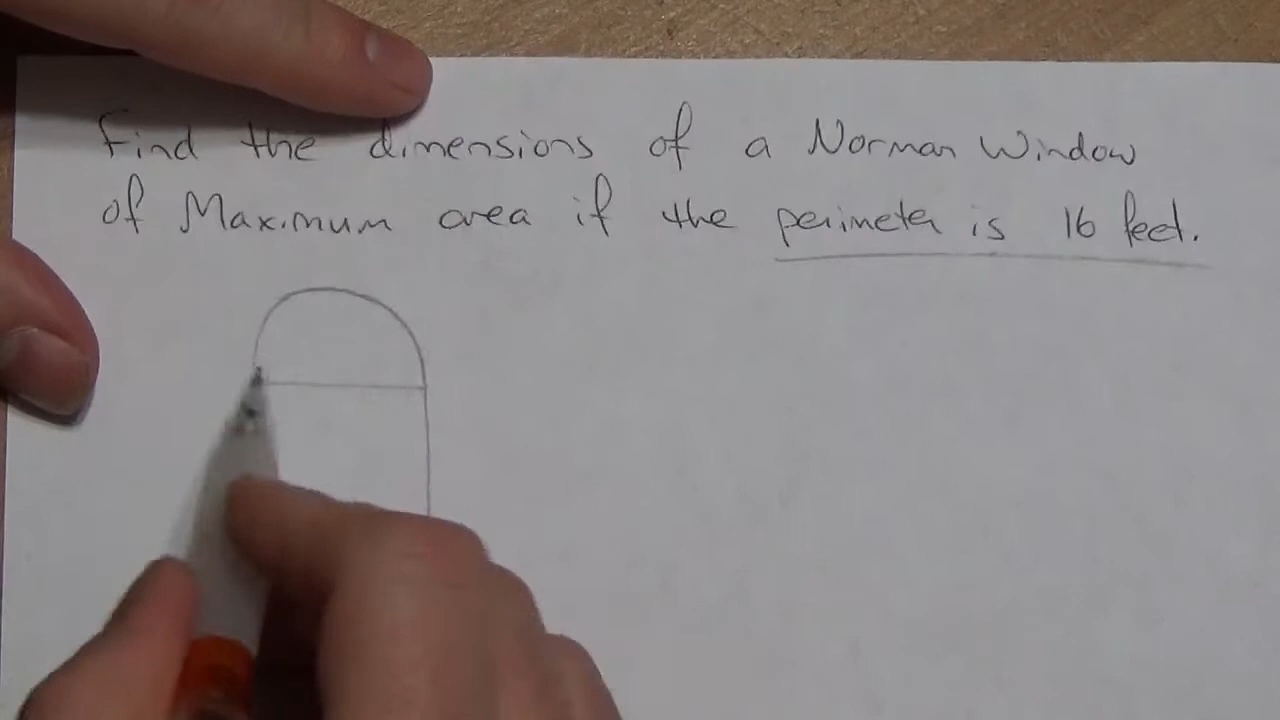 Find the dimensions of a Norman Window
of Maximum area if the perimeter is 16 feet.